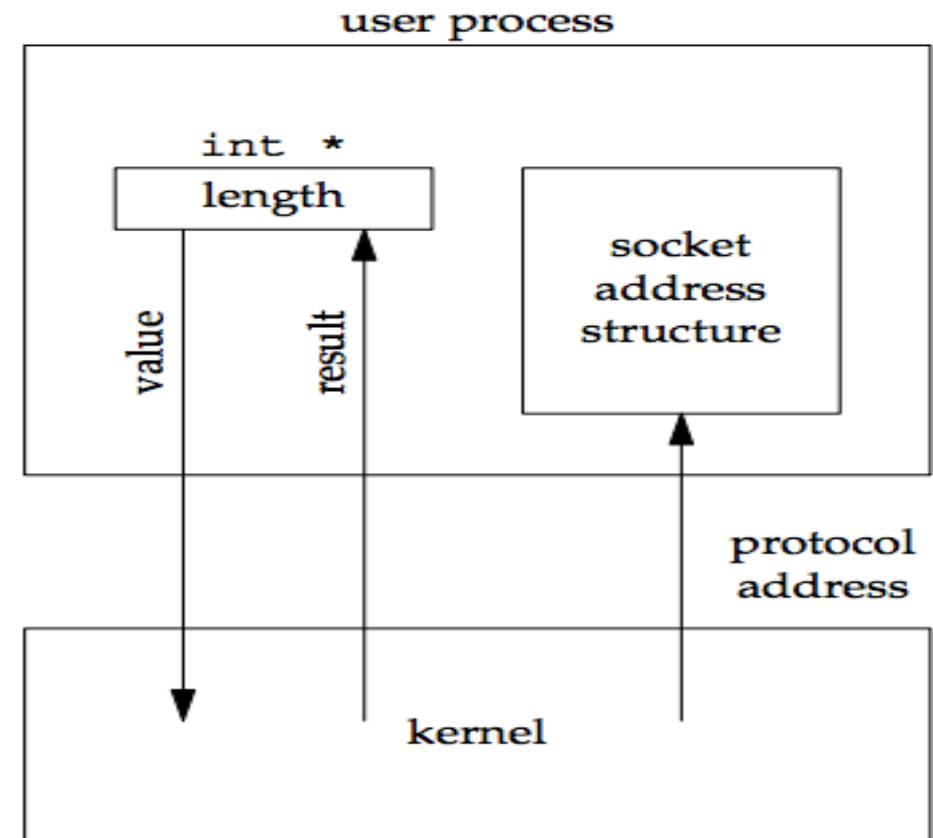 user process
int *
length
socket
address
structure
value
result
protocol
address
kernel